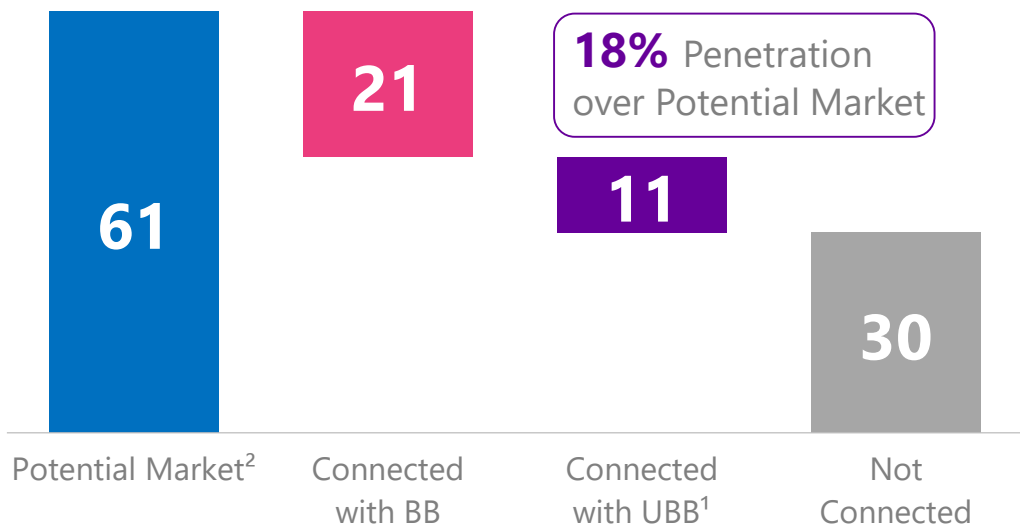 18% Penetration
over Potential Market
61
21
11
30
Potential Market²
Connected
with BB
Connected
with UBB¹
Not
Connected